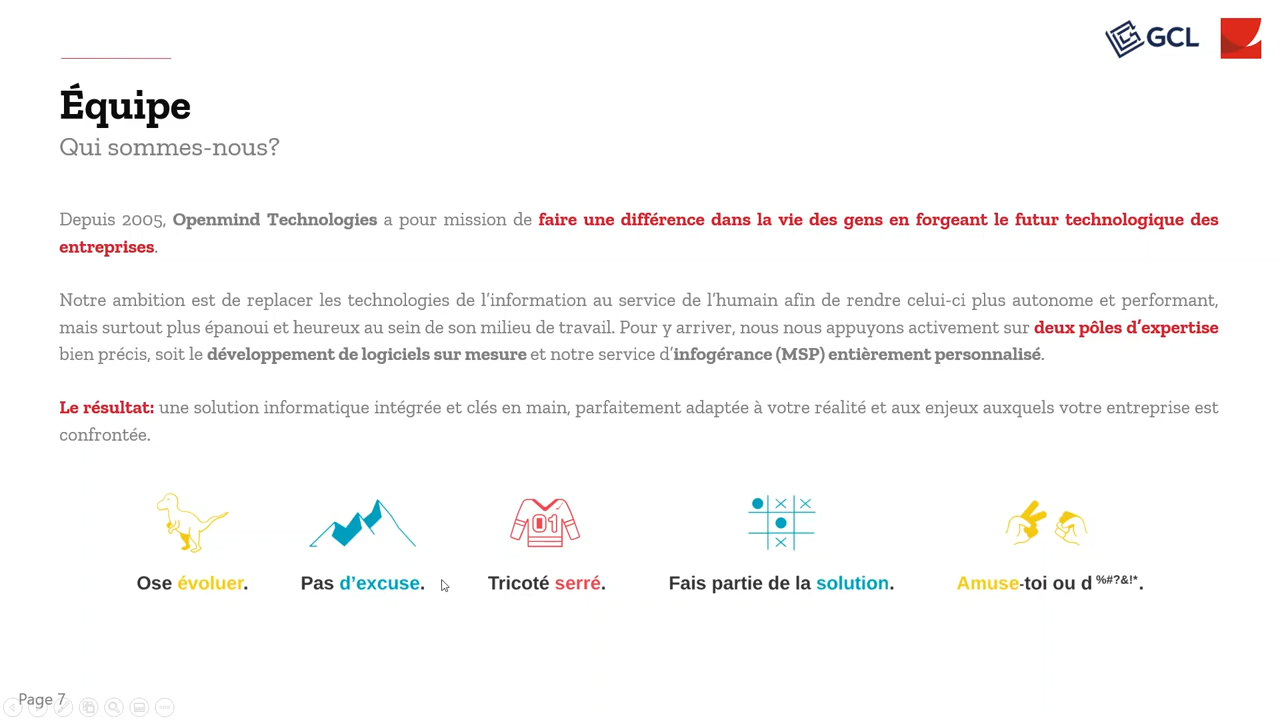 GCL
Équipe
Qui sommes-nous?
Depuis 2005, Openmind Technologies a pour mission de faire une différence dans la vie des gens en forgeant le futur technologique des
entreprises.
Notre ambition est de replacer les technologies de l'information au service de l'humain afin de rendre celui-ci plus autonome et performant,
mais surtout plus épanoui et heureux au sein de son milieu de travail. Pour y arriver, nous nous appuyons activement sur deux pôles d'expertise
bien précis, soit le développement de logiciels sur mesure et notre service d'infogérance (MSP) entièrement personnalisé.
Le résultat: une solution informatique intégrée et clés en main, parfaitement adaptée à votre réalité et aux enjeux auxquels votre entreprise est
confrontée.
01
Ose évoluer. Pas d'excuse. Tricoté serré. Fais partie de la solution. Amuse-toi ou d %#?&!*.
Page 7